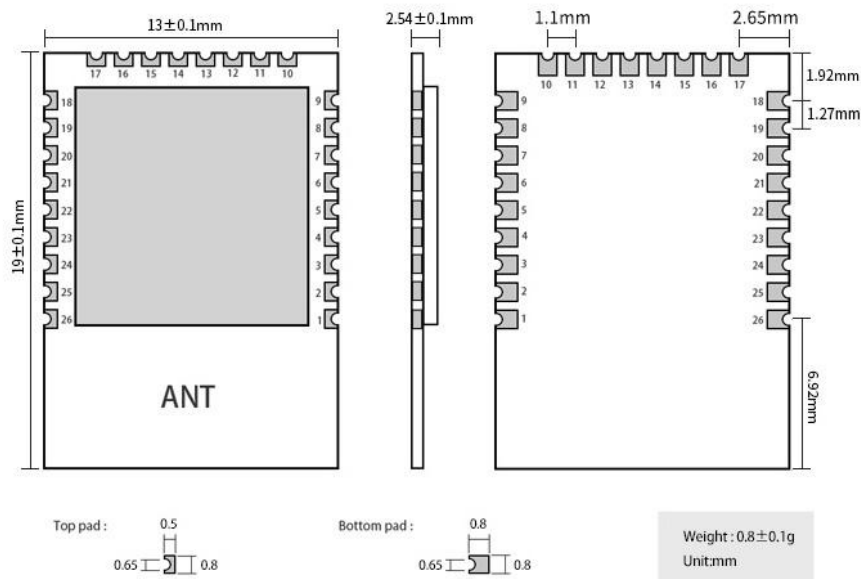 13±0.1mm
2.54±0.1mm
1.1mm
2.65mm
17 16 15 14 13 12 11 10
10 11 12 13 14 15 16 17
1.92mm
1.27mm
18 9
19 8
20 7
21 6
22 5
23 4
24 3
25 2
26 1
9 18
8 19
7 20
6 21
5 22
4 23
3 24
2 25
1 26
19±0.1mm
6.92mm
ANT
Top pad : 0.5
0.65 0.8
Bottom pad : 0.8
0.65 0.8
Weight : 0.8±0.1g
Unit:mm